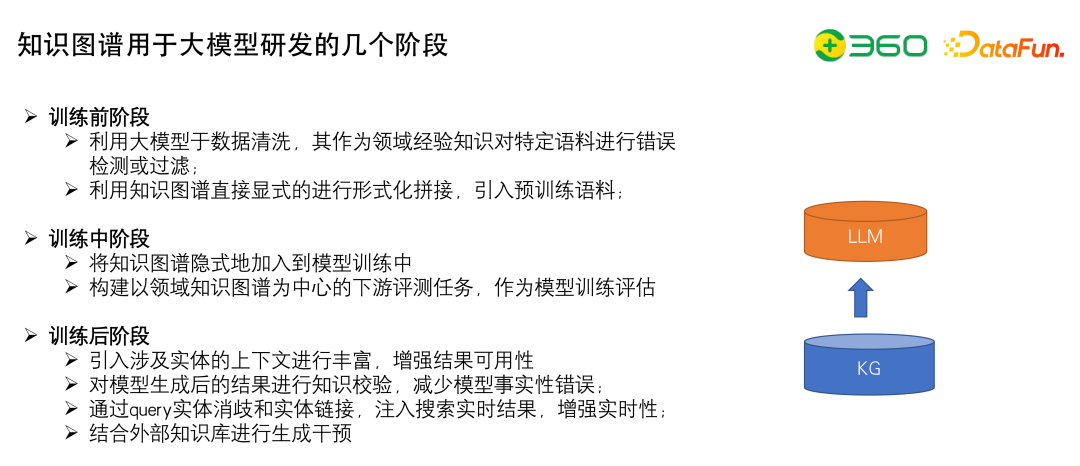 知识图谱用于大模型研发的几个阶段
360
DataFun.
训练前阶段
利用大模型于数据清洗，其作为领域经验知识对特定语料进行错误
检测或过滤；
利用知识图谱直接显式的进行形式化拼接，引入预训练语料；
训练中阶段
将知识图谱隐式地加入到模型训练中
构建以领域知识图谱为中心的下游评测任务，作为模型训练评估
训练后阶段
引入涉及实体的上下文进行丰富，增强结果可用性
对模型生成后的结果进行知识校验，减少模型事实性错误；
通过query实体消歧和实体链接，注入搜索实时结果，增强实时性；
结合外部知识库进行生成干预
LLM
KG